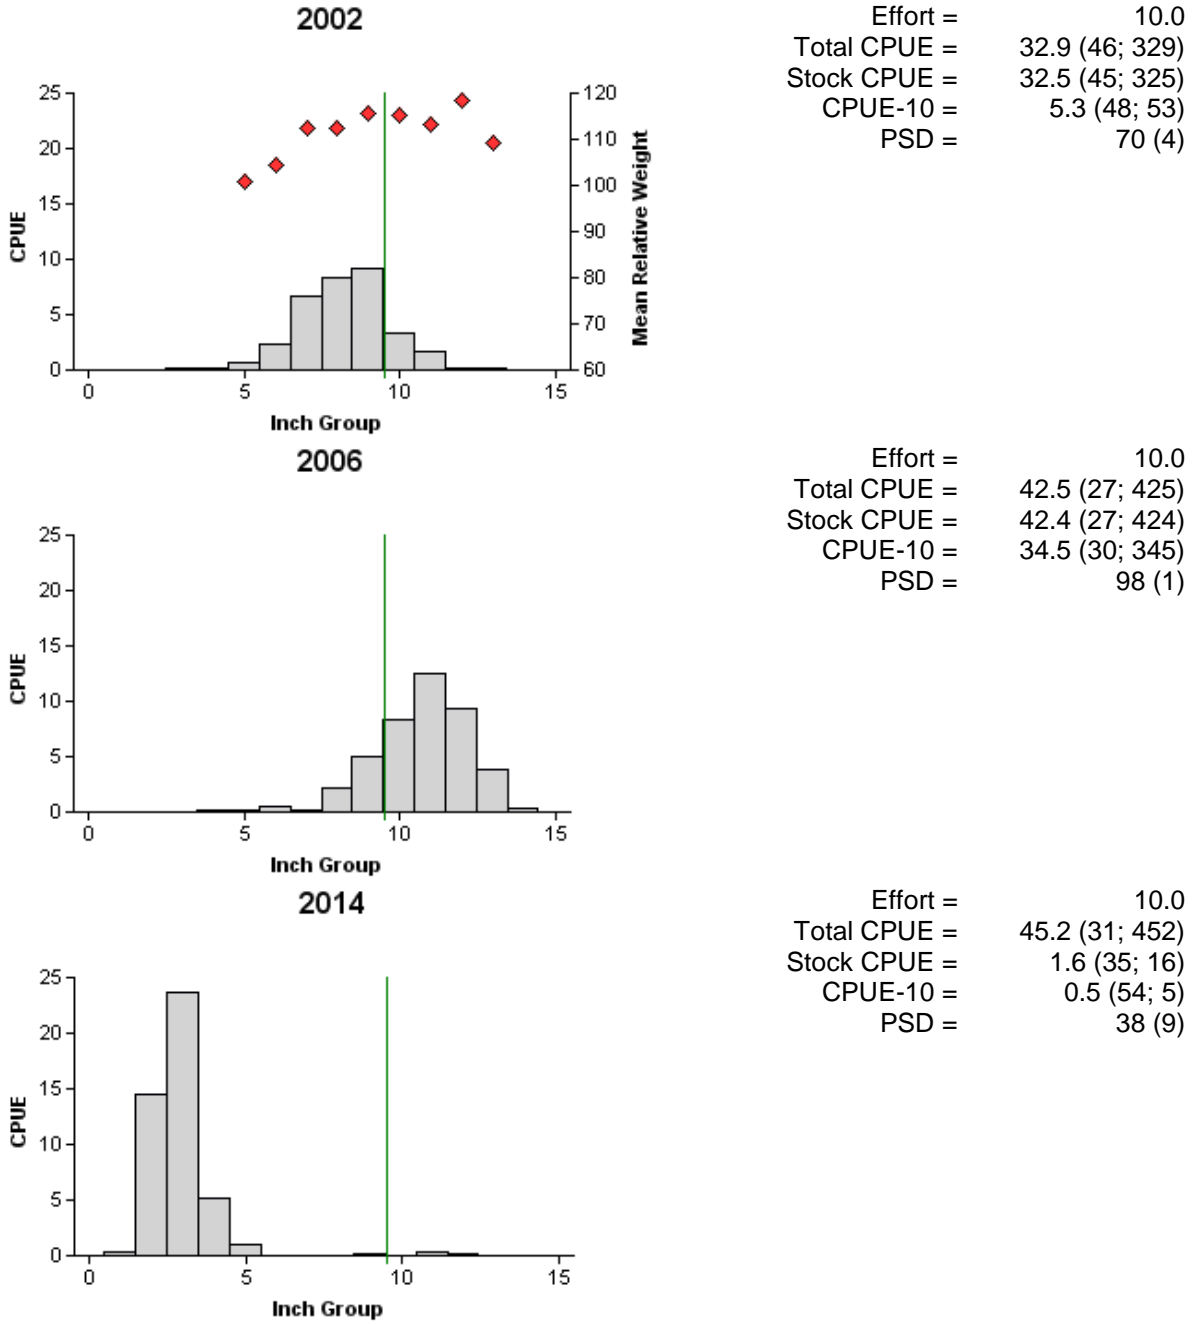 2002
Effort = 10.0
Total CPUE = 32.9 (46; 329)
Stock CPUE = 32.5 (45; 325)
CPUE-10 = 5.3 (48; 53)
PSD = 70 (4)
25
20
15
10
5
0
CPUE
120
110
100
90
80
70
60
Mean Relative Weight
0 5 10 15
Inch Group
2006
Effort = 10.0
Total CPUE = 42.5 (27; 425)
Stock CPUE = 42.4 (27; 424)
CPUE-10 = 34.5 (30; 345)
PSD = 98 (1)
25
20
15
10
5
0
CPUE
0 5 10 15
Inch Group
2014
Effort = 10.0
Total CPUE = 45.2 (31; 452)
Stock CPUE = 1.6 (35; 16)
CPUE-10 = 0.5 (54; 5)
PSD = 38 (9)
25
20
15
10
5
0
CPUE
0 5 10 15
Inch Group